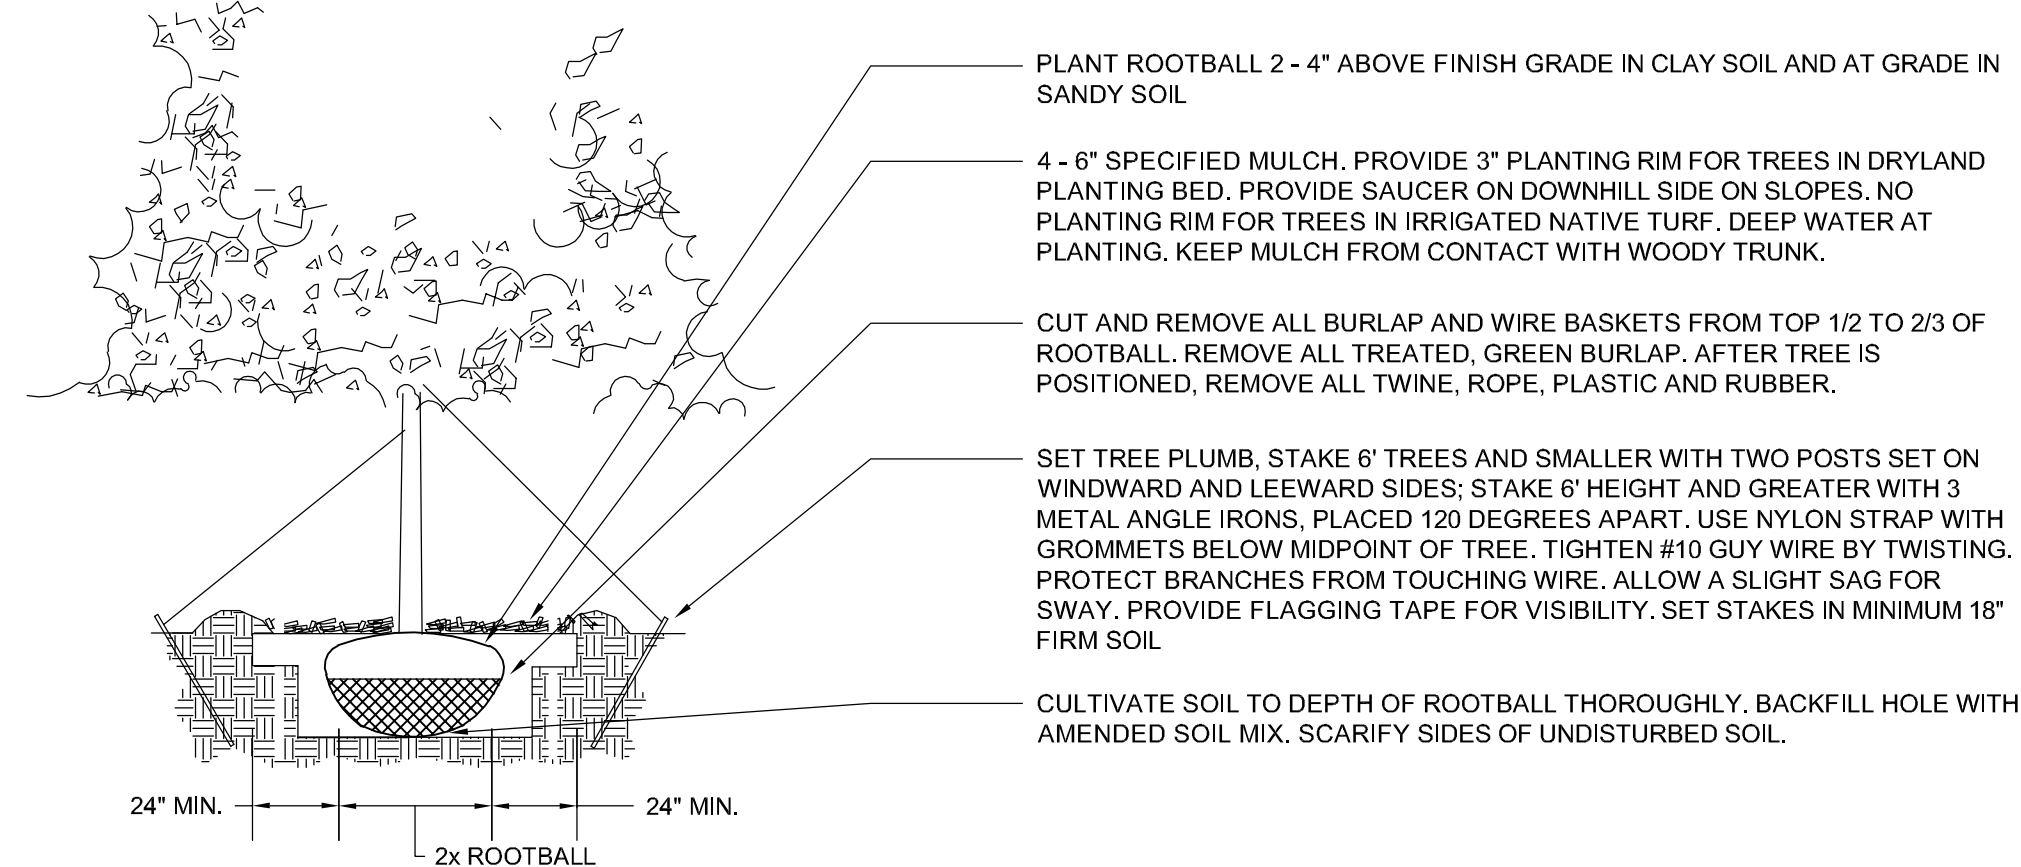 PLANT ROOTBALL 2 - 4" ABOVE FINISH GRADE IN CLAY SOIL AND AT GRADE IN
SANDY SOIL
4 - 6" SPECIFIED MULCH. PROVIDE 3" PLANTING RIM FOR TREES IN DRYLAND
PLANTING BED. PROVIDE SAUCER ON DOWNHILL SIDE ON SLOPES. NO
PLANTING RIM FOR TREES IN IRRIGATED NATIVE TURF. DEEP WATER AT
PLANTING. KEEP MULCH FROM CONTACT WITH WOODY TRUNK.
CUT AND REMOVE ALL BURLAP AND WIRE BASKETS FROM TOP 1/2 TO 2/3 OF
ROOTBALL. REMOVE ALL TREATED, GREEN BURLAP. AFTER TREE IS
POSITIONED, REMOVE ALL TWINE, ROPE, PLASTIC AND RUBBER.
SET TREE PLUMB, STAKE 6' TREES AND SMALLER WITH TWO POSTS SET ON
WINDWARD AND LEEWARD SIDES; STAKE 6' HEIGHT AND GREATER WITH 3
METAL ANGLE IRONS, PLACED 120 DEGREES APART. USE NYLON STRAP WITH
GROMMETS BELOW MIDPOINT OF TREE. TIGHTEN #10 GUY WIRE BY TWISTING.
PROTECT BRANCHES FROM TOUCHING WIRE. ALLOW A SLIGHT SAG FOR
SWAY. PROVIDE FLAGGING TAPE FOR VISIBILITY. SET STAKES IN MINIMUM 18"
FIRM SOIL
CULTIVATE SOIL TO DEPTH OF ROOTBALL THOROUGHLY. BACKFILL HOLE WITH
AMENDED SOIL MIX. SCARIFY SIDES OF UNDISTURBED SOIL.
24" MIN.
24" MIN.
2x ROOTBALL